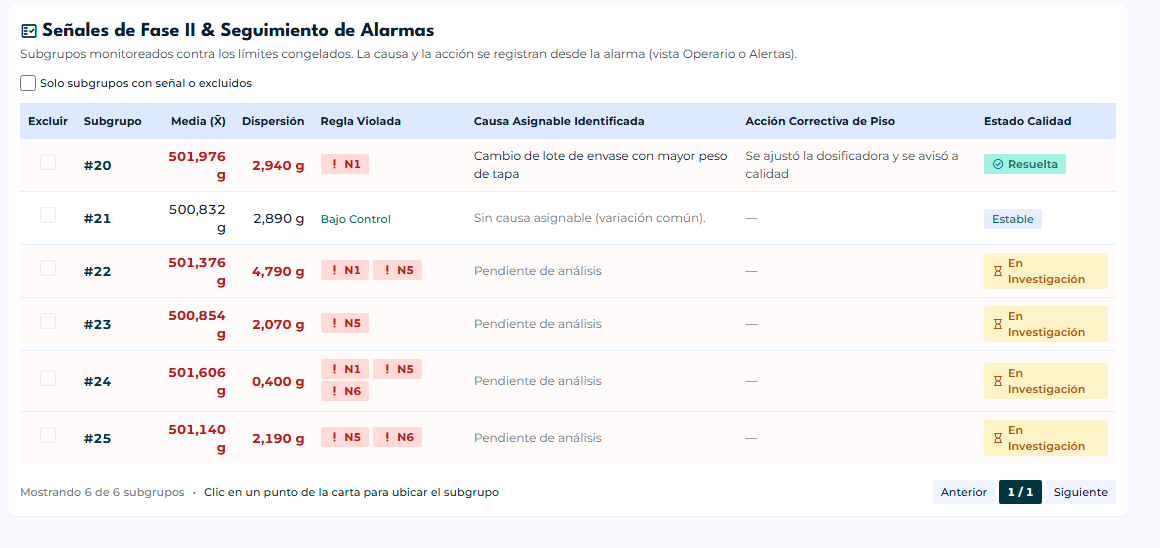 Señales de Fase II & Seguimiento de Alarmas
Subgrupos monitoreados contra los límites congelados. La causa y la acción se registran desde la alarma (vista Operario o Alertas).
Solo subgrupos con señal o excluidos
Excluir Subgrupo Media (X̄) Dispersión Regla Violada Causa Asignable Identificada Acción Correctiva de Piso Estado Calidad
#20 501,976 g 2,940 g ! N1 Cambio de lote de envase con mayor peso de tapa Se ajustó la dosificadora y se avisó a calidad Resuelta
#21 500,832 g 2,890 g Bajo Control Sin causa asignable (variación común). — Estable
#22 501,376 g 4,790 g ! N1 ! N5 Pendiente de análisis — En Investigación
#23 500,854 g 2,070 g ! N5 Pendiente de análisis — En Investigación
#24 501,606 g 0,400 g ! N1 ! N5 ! N6 Pendiente de análisis — En Investigación
#25 501,140 g 2,190 g ! N5 ! N6 Pendiente de análisis — En Investigación
Mostrando 6 de 6 subgrupos • Clic en un punto de la carta para ubicar el subgrupo Anterior 1 / 1 Siguiente